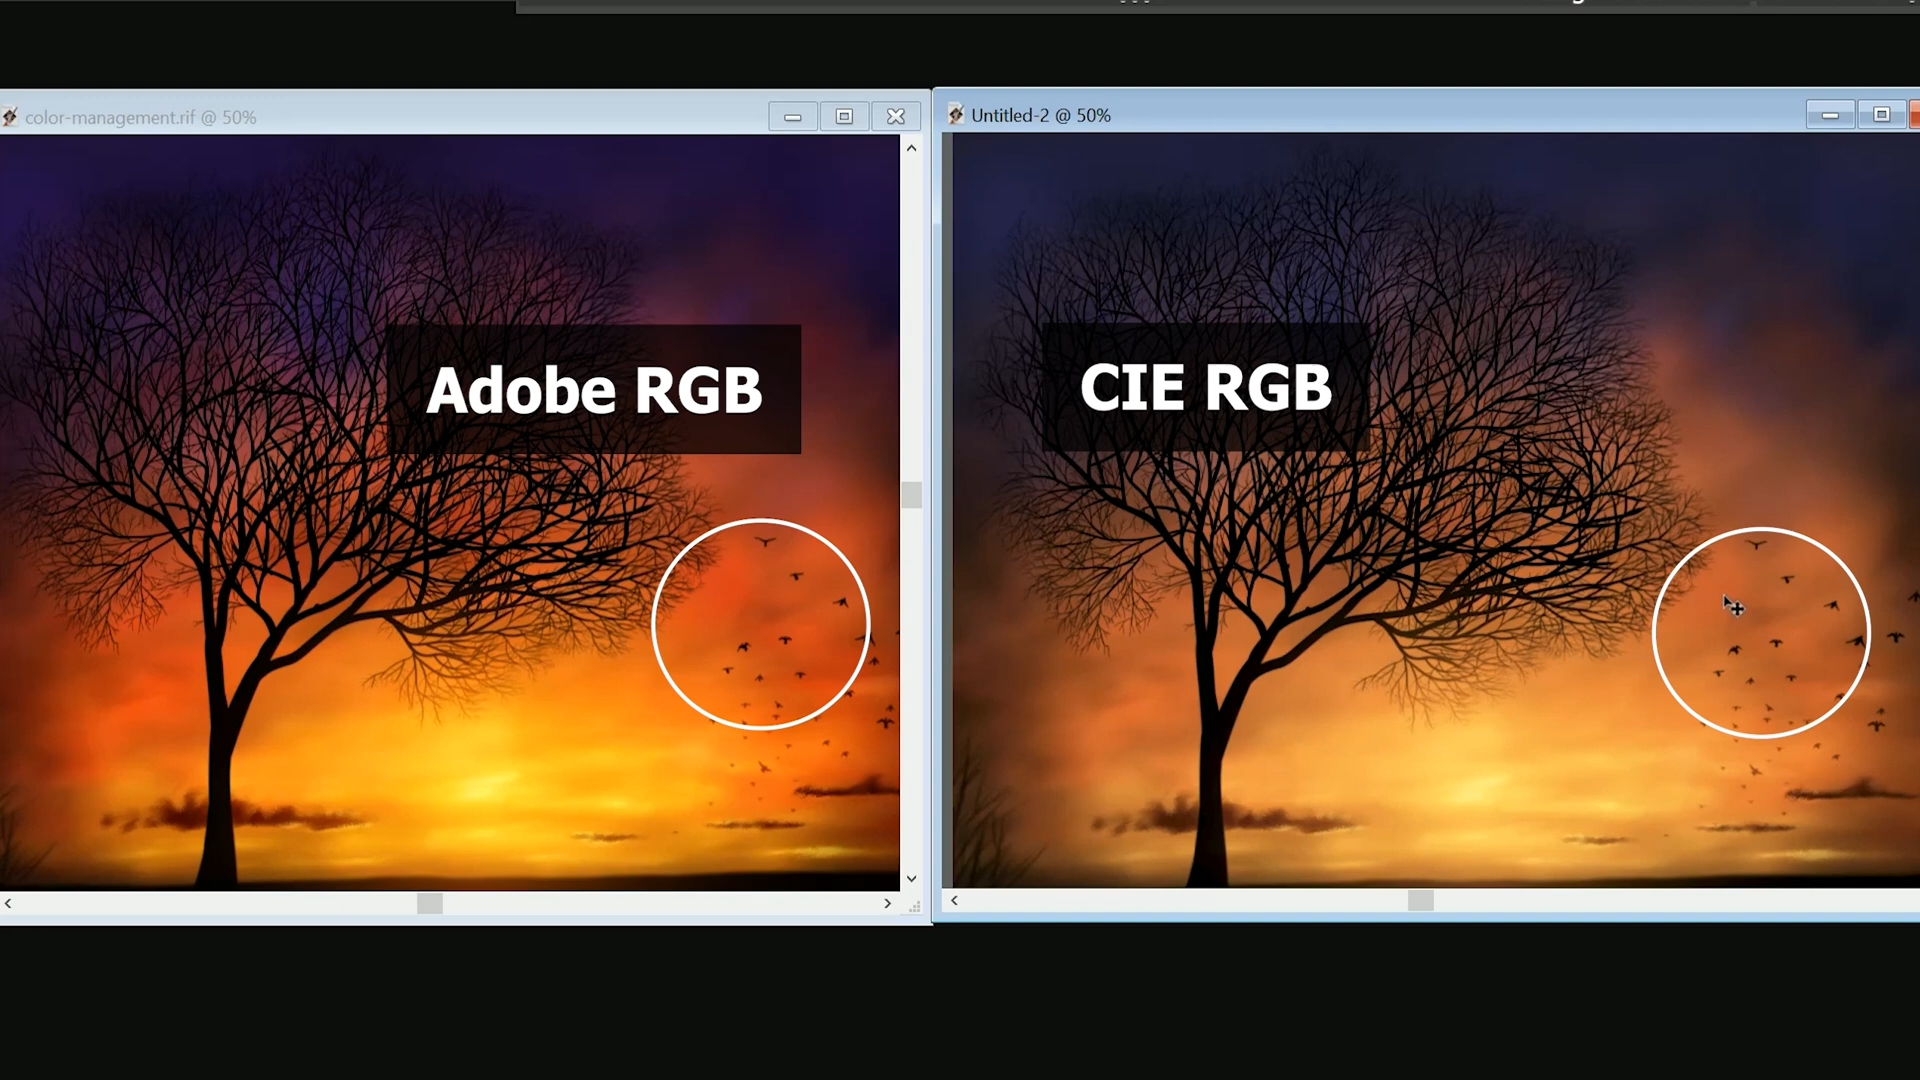 color-management.rif @ 50%
Untitled-2 @ 50%
Adobe RGB
CIE RGB